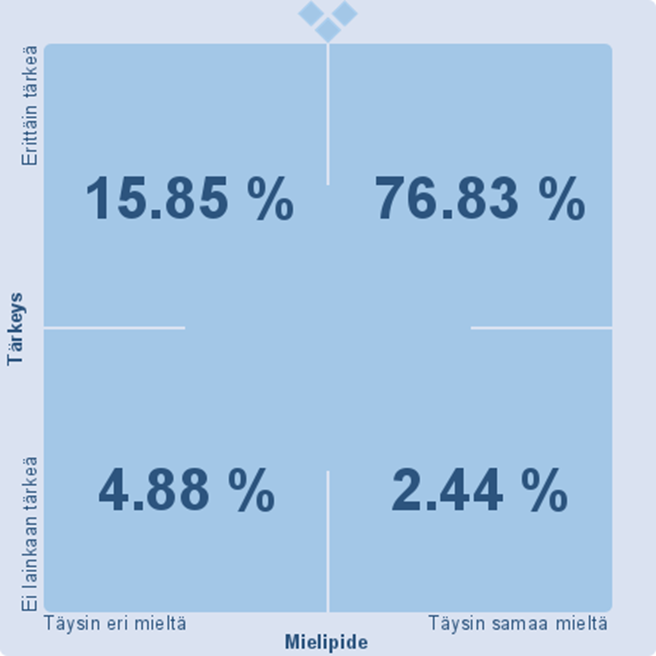 Erittäin tärkeä
15.85 %
76.83 %
Tärkeys
4.88 %
2.44 %
Ei lainkaan tärkeä
Täysin eri mieltä
Täysin samaa mieltä
Mielipide